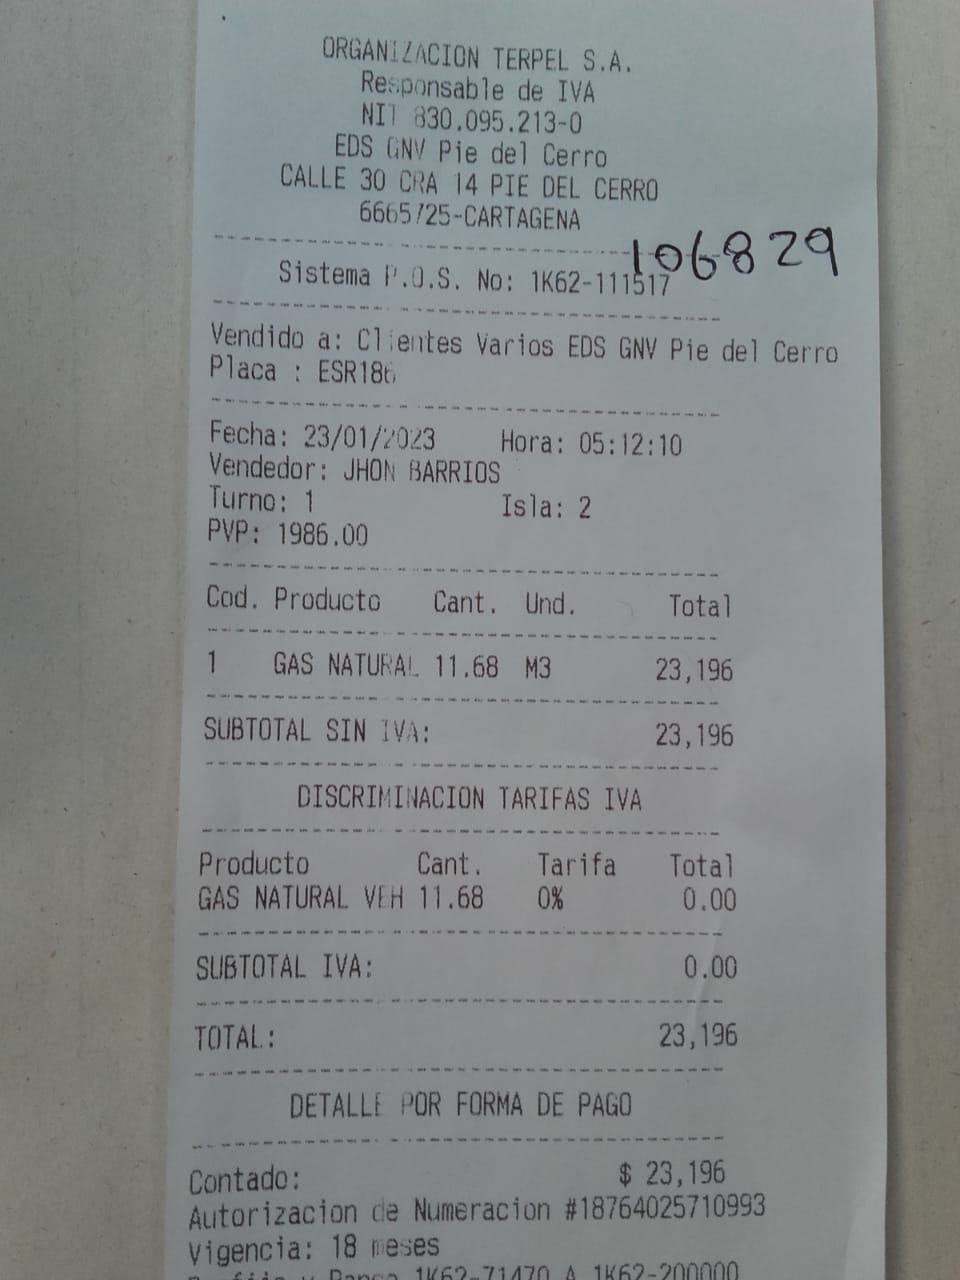 ORGANIZACION TERPEL S.A.
Responsable de IVA
NIT 830.095.213-0
EDS GNV Pie del Cerro
CALLE 30 CRA 14 PIE DEL CERRO
6665725-CARTAGENA
106829
Sistema P.O.S. No: 1K62-111517
Vendido a: Clientes Varios EDS GNV Pie del Cerro
Placa : ESR186
Fecha: 23/01/2023 Hora: 05:12:10
Vendedor: JHON BARRIOS
Turno: 1 Isla: 2
PVP: 1986.00
Cod. Producto Cant. Und. Total
1 GAS NATURAL 11.68 M3 23,196
SUBTOTAL SIN IVA: 23,196
DISCRIMINACION TARIFAS IVA
Producto Cant. Tarifa Total
GAS NATURAL VEH 11.68 0% 0.00
SUBTOTAL IVA: 0.00
TOTAL: 23,196
DETALLE POR FORMA DE PAGO
Contado: $ 23,196
Autorizacion de Numeracion #18764025710993
Vigencia: 18 meses
1K62-71470 A 1K62-200000